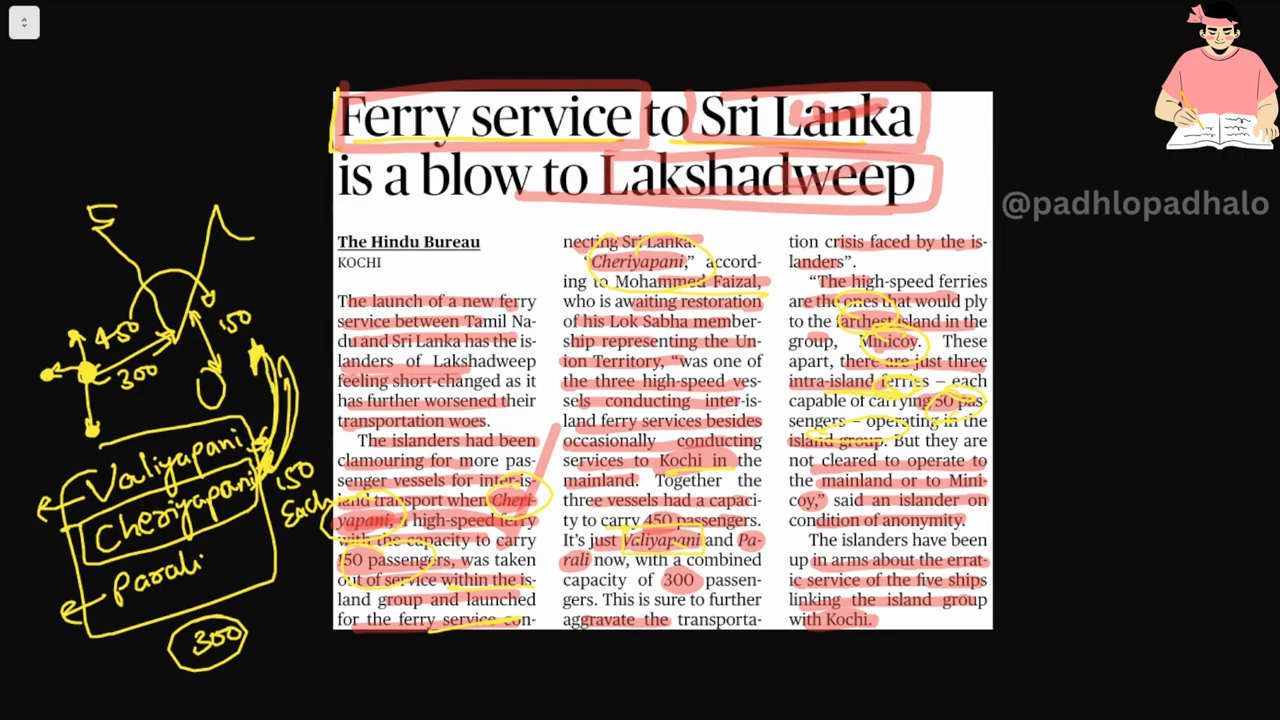 Ferry service to Sri Lanka
is a blow to Lakshadweep
@padhlopadhalo
The Hindu Bureau
KOCHI
The launch of a new ferry
service between Tamil Na-
du and Sri Lanka has the is-
landers of Lakshadweep
feeling short-changed as it
has further worsened their
transportation woes.
The islanders had been
clamouring for more pas-
senger vessels for inter-is-
land transport when Cheri-
yapani, a high-speed ferry
with the capacity to carry
150 passengers, was taken
out of service within the is-
land group and launched
for the ferry service con-
necting Sri Lanka.
“Cheriyapani,” accord-
ing to Mohammed Faizal,
who is awaiting restoration
of his Lok Sabha member-
ship representing the Un-
ion Territory, “was one of
the three high-speed ves-
sels conducting inter-is-
land ferry services besides
occasionally conducting
services to Kochi in the
mainland. Together the
three vessels had a capaci-
ty to carry 450 passengers.
It’s just Valiyapani and Pa-
rali now, with a combined
capacity of 300 passen-
gers. This is sure to further
aggravate the transporta-
tion crisis faced by the is-
landers”.
“The high-speed ferries
are the ones that would ply
to the farthest island in the
group, Minicoy. These
apart, there are just three
intra-island ferries – each
capable of carrying 50 pas-
sengers – operating in the
island group. But they are
not cleared to operate to
the mainland or to Mini-
coy,” said an islander on
condition of anonymity.
The islanders have been
up in arms about the errat-
ic service of the five ships
linking the island group
with Kochi.
450
150
300
Valiyapani
Cheriyapani
Parali
150
Each
300